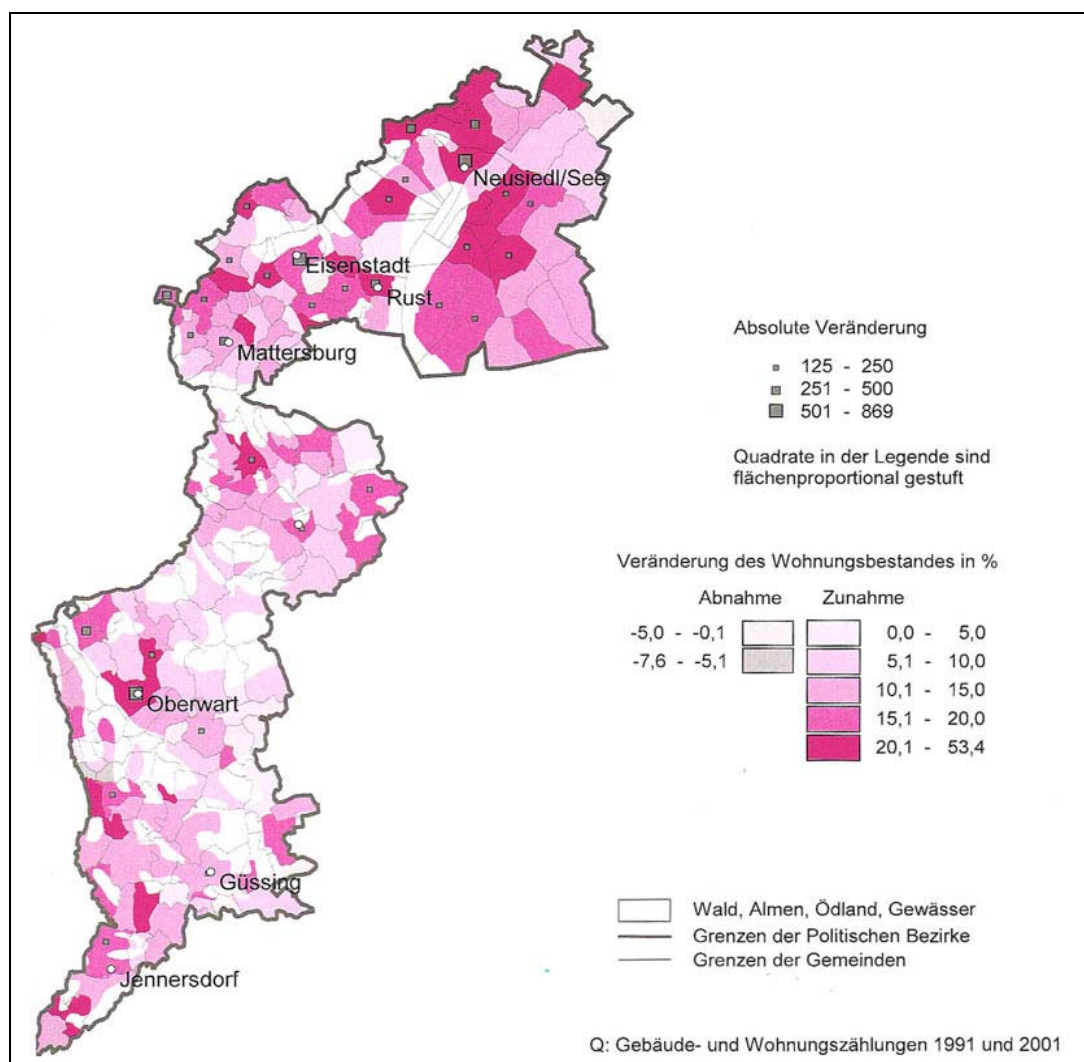 Neusiedl/See
Eisenstadt
Rust
Mattersburg
Oberwart
Güssing
Jennersdorf
Absolute Veränderung
125 - 250
251 - 500
501 - 869
Quadrate in der Legende sind
flächenproportional gestuft
Veränderung des Wohnungsbestandes in %
Abnahme Zunahme
-5,0 - -0,1 0,0 - 5,0
-7,6 - -5,1 5,1 - 10,0
10,1 - 15,0
15,1 - 20,0
20,1 - 53,4
Wald, Almen, Ödland, Gewässer
Grenzen der Politischen Bezirke
Grenzen der Gemeinden
Q: Gebäude- und Wohnungszählungen 1991 und 2001